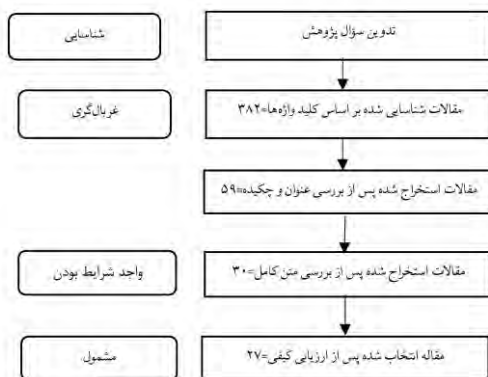 شناسایی
تدوین سؤال پژوهش
غربال‌گری
مقالات شناسایی شده بر اساس کلید واژه‌ها=۳۸۲
مقالات استخراج شده پس از بررسی عنوان و چکیده=۵۹
واجد شرایط بودن
مقالات استخراج شده پس از بررسی متن کامل=۳۰
مشمول
مقاله انتخاب شده پس از ارزیابی کیفی=۲۷